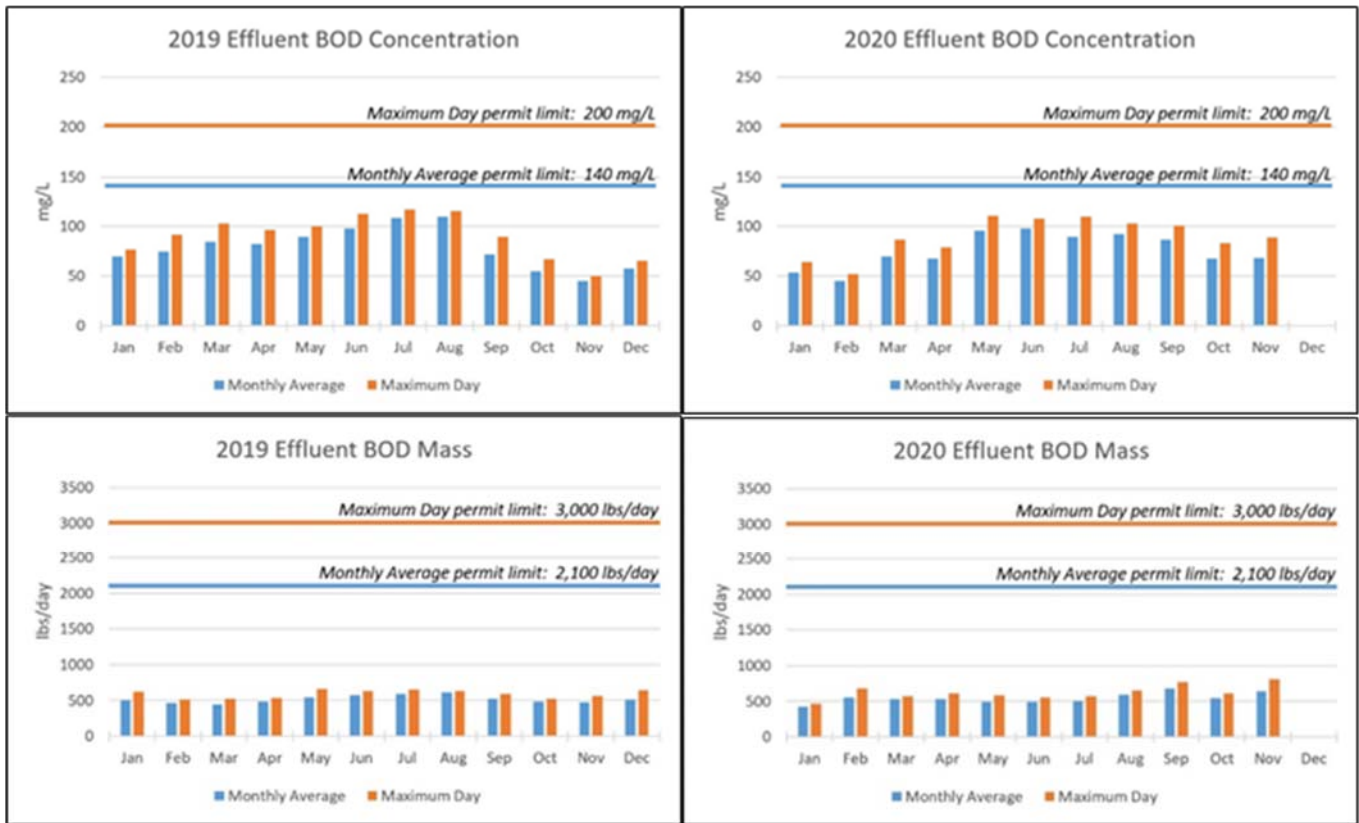 2019 Effluent BOD Concentration
250
Maximum Day permit limit: 200 mg/L
200
Monthly Average permit limit: 140 mg/L
150
mg/L
100
50
0
Jan Feb Mar Apr May Jun Jul Aug Sep Oct Nov Dec
Monthly Average Maximum Day
2020 Effluent BOD Concentration
250
Maximum Day permit limit: 200 mg/L
200
Monthly Average permit limit: 140 mg/L
150
mg/L
100
50
0
Jan Feb Mar Apr May Jun Jul Aug Sep Oct Nov Dec
Monthly Average Maximum Day
2019 Effluent BOD Mass
3500
Maximum Day permit limit: 3,000 lbs/day
3000
2500
Monthly Average permit limit: 2,100 lbs/day
2000
lbs/day
1500
1000
500
0
Jan Feb Mar Apr May Jun Jul Aug Sep Oct Nov Dec
Monthly Average Maximum Day
2020 Effluent BOD Mass
3500
Maximum Day permit limit: 3,000 lbs/day
3000
2500
Monthly Average permit limit: 2,100 lbs/day
2000
lbs/day
1500
1000
500
0
Jan Feb Mar Apr May Jun Jul Aug Sep Oct Nov Dec
Monthly Average Maximum Day